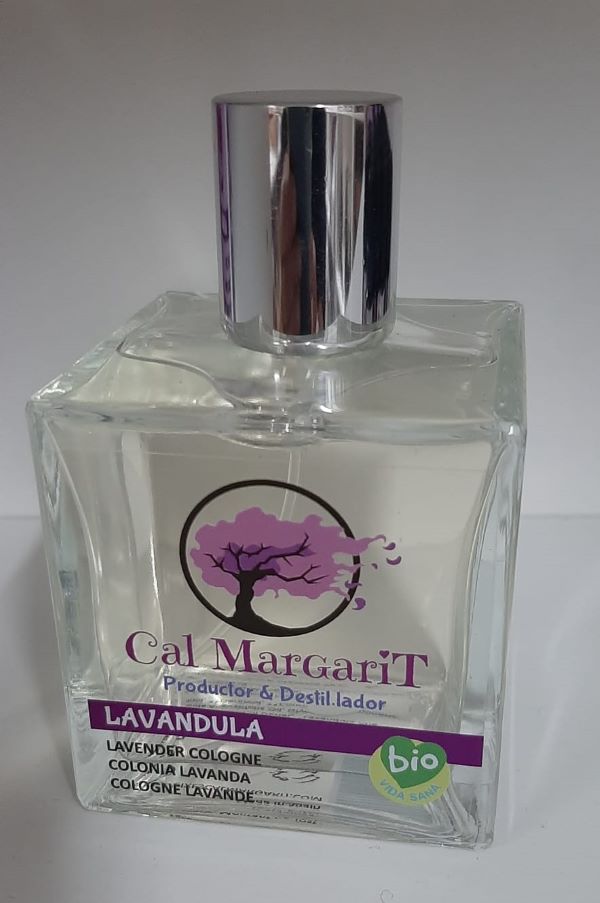 Cal MargariT
Productor & Destil.lador
LAVANDULA
LAVENDER COLOGNE
COLONIA LAVANDA
COLOGNE LAVANDE
bio
VIDA SANA